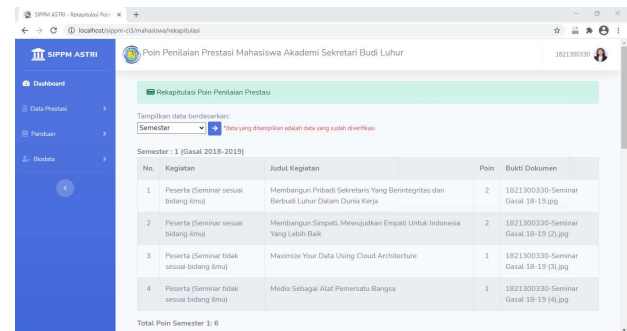 SIPPM ASTRI - Rekapitulasi Poin
localhost/sippm-ci3/mahasiswa/rekapitulasi
SIPPM ASTRI
Poin Penilaian Prestasi Mahasiswa Akademi Sekretari Budi Luhur
1821300330
Dashboard
Data Prestasi
Panduan
Biodata
Rekapitulasi Poin Penilaian Prestasi
Tampilkan data berdasarkan:
Semester
*data yang ditampilkan adalah data yang sudah diverifikasi
Semester : 1 (Gasal 2018-2019)
No. Kegiatan Judul Kegiatan Poin Bukti Dokumen
1 Peserta (Seminar sesuai Membangun Pribadi Sekretaris Yang Berintegritas dan 2 1821300330-Seminar
bidang ilmu) Berbudi Luhur Dalam Dunia Kerja Gasal 18-19.jpg
2 Peserta (Seminar sesuai Membangun Simpati, Mewujudkan Empati Untuk Indonesia 2 1821300330-Seminar
bidang ilmu) Yang Lebih Baik Gasal 18-19 (2).jpg
3 Peserta (Seminar tidak Maximize Your Data Using Cloud Architecture 1 1821300330-Seminar
sesuai bidang ilmu) Gasal 18-19 (3).jpg
4 Peserta (Seminar tidak Media Sebagai Alat Pemersatu Bangsa 1 1821300330-Seminar
sesuai bidang ilmu) Gasal 18-19 (4).jpg
Total Poin Semester 1: 6